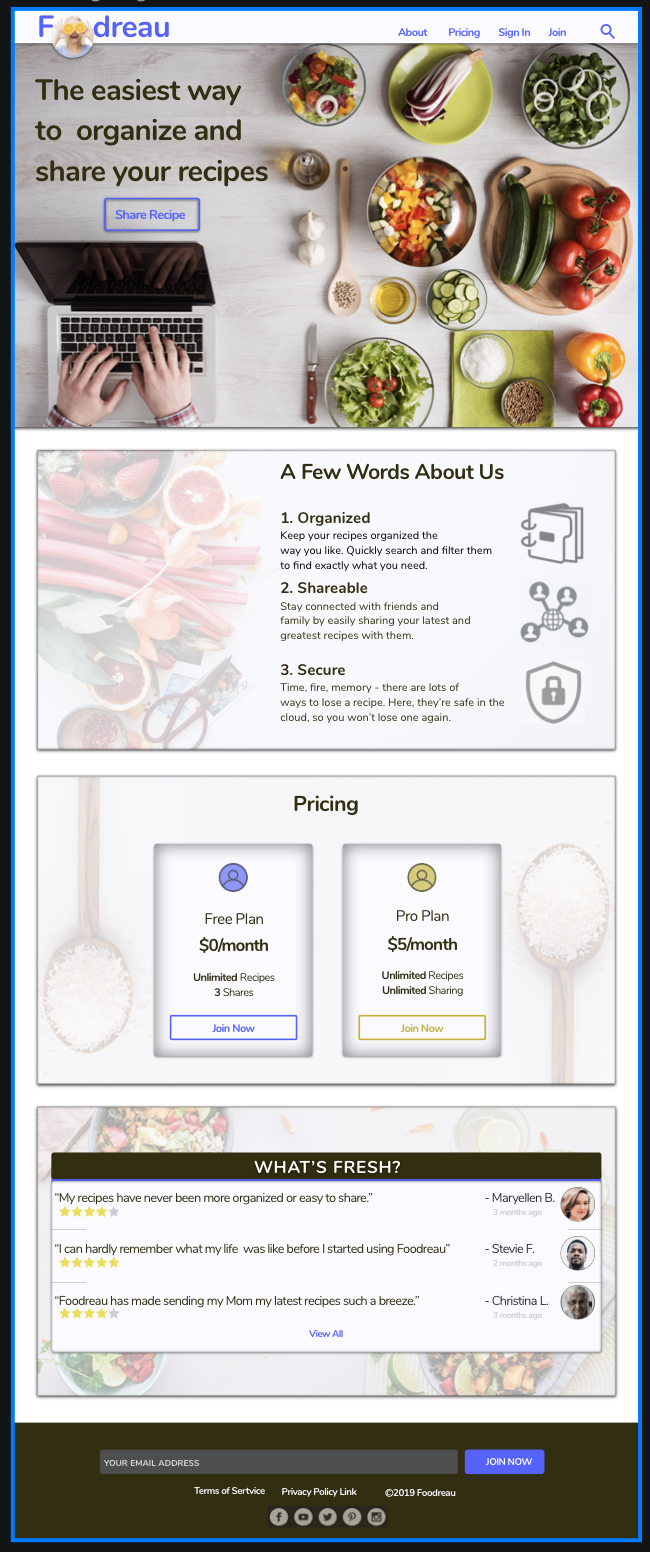 Foodreau
About Pricing Sign In Join
The easiest way
to organize and
share your recipes
Share Recipe
A Few Words About Us
1. Organized
Keep your recipes organized the
way you like. Quickly search and filter them
to find exactly what you need.
2. Shareable
Stay connected with friends and
family by easily sharing your latest and
greatest recipes with them.
3. Secure
Time, fire, memory - there are lots of
ways to lose a recipe. Here, they're safe in the
cloud, so you won't lose one again.
Pricing
Free Plan
$0/month
Unlimited Recipes
3 Shares
Join Now
Pro Plan
$5/month
Unlimited Recipes
Unlimited Sharing
Join Now
WHAT'S FRESH?
“My recipes have never been more organized or easy to share.”
- Maryellen B.
3 months ago
“I can hardly remember what my life was like before I started using Foodreau”
- Stevie F.
2 months ago
“Foodreau has made sending my Mom my latest recipes such a breeze.”
- Christina L.
3 months ago
View All
YOUR EMAIL ADDRESS
JOIN NOW
Terms of Sertvice Privacy Policy Link ©2019 Foodreau